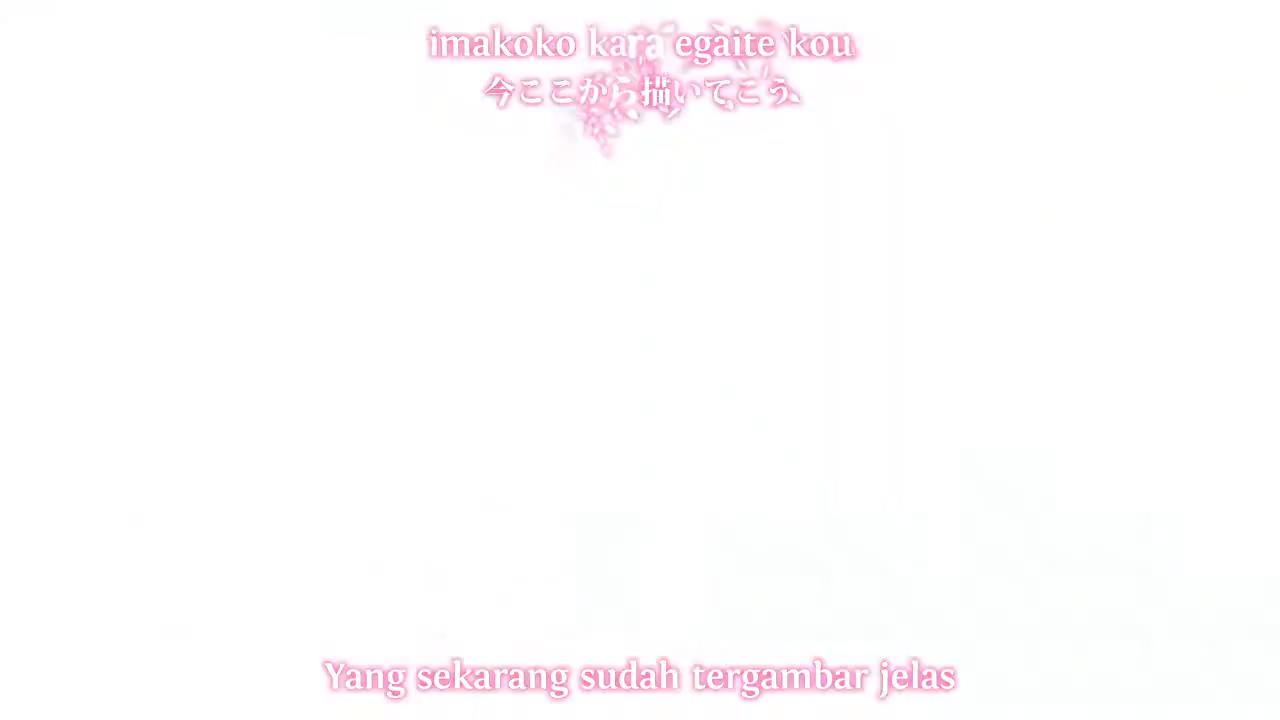 imakoko kara egaite kou
今ここから描いてこう
Yang sekarang sudah tergambar jelas